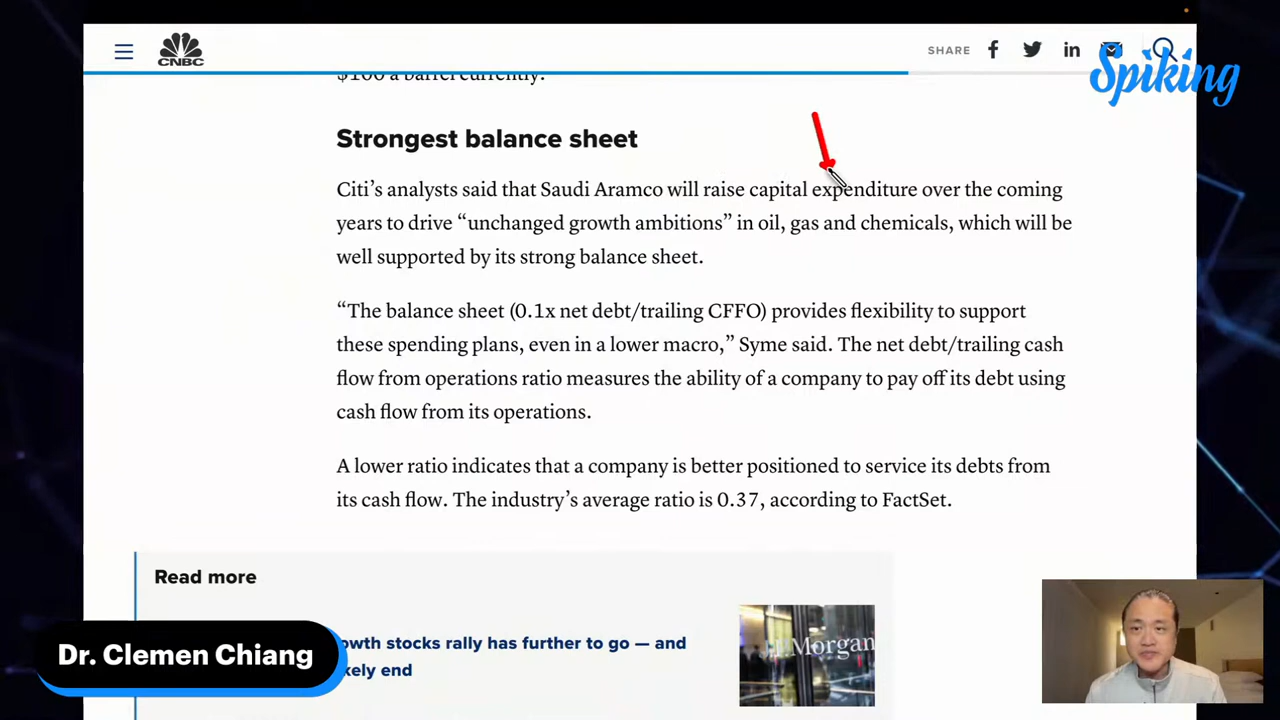 CNBC
SHARE
Spiking
$100 a barrel currently.
Strongest balance sheet
Citi’s analysts said that Saudi Aramco will raise capital expenditure over the coming
years to drive “unchanged growth ambitions” in oil, gas and chemicals, which will be
well supported by its strong balance sheet.
“The balance sheet (0.1x net debt/trailing CFFO) provides flexibility to support
these spending plans, even in a lower macro,” Syme said. The net debt/trailing cash
flow from operations ratio measures the ability of a company to pay off its debt using
cash flow from its operations.
A lower ratio indicates that a company is better positioned to service its debts from
its cash flow. The industry’s average ratio is 0.37, according to FactSet.
Read more
owth stocks rally has further to go — and
kely end
Morgan
Dr. Clemen Chiang